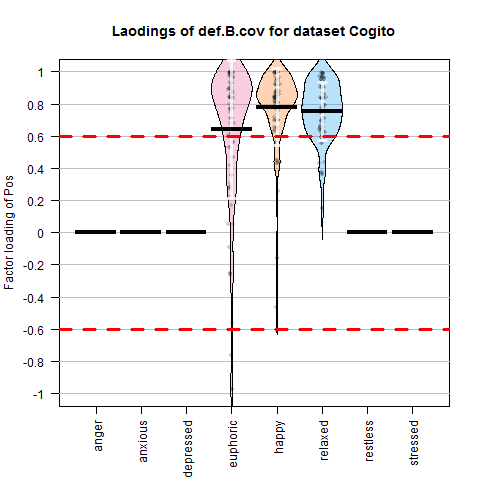 Laodings of def.B.cov for dataset Cogito
Factor loading of Pos
1
0.8
0.6
0.4
0.2
0
-0.2
-0.4
-0.6
-0.8
-1
anger
anxious
depressed
euphoric
happy
relaxed
restless
stressed